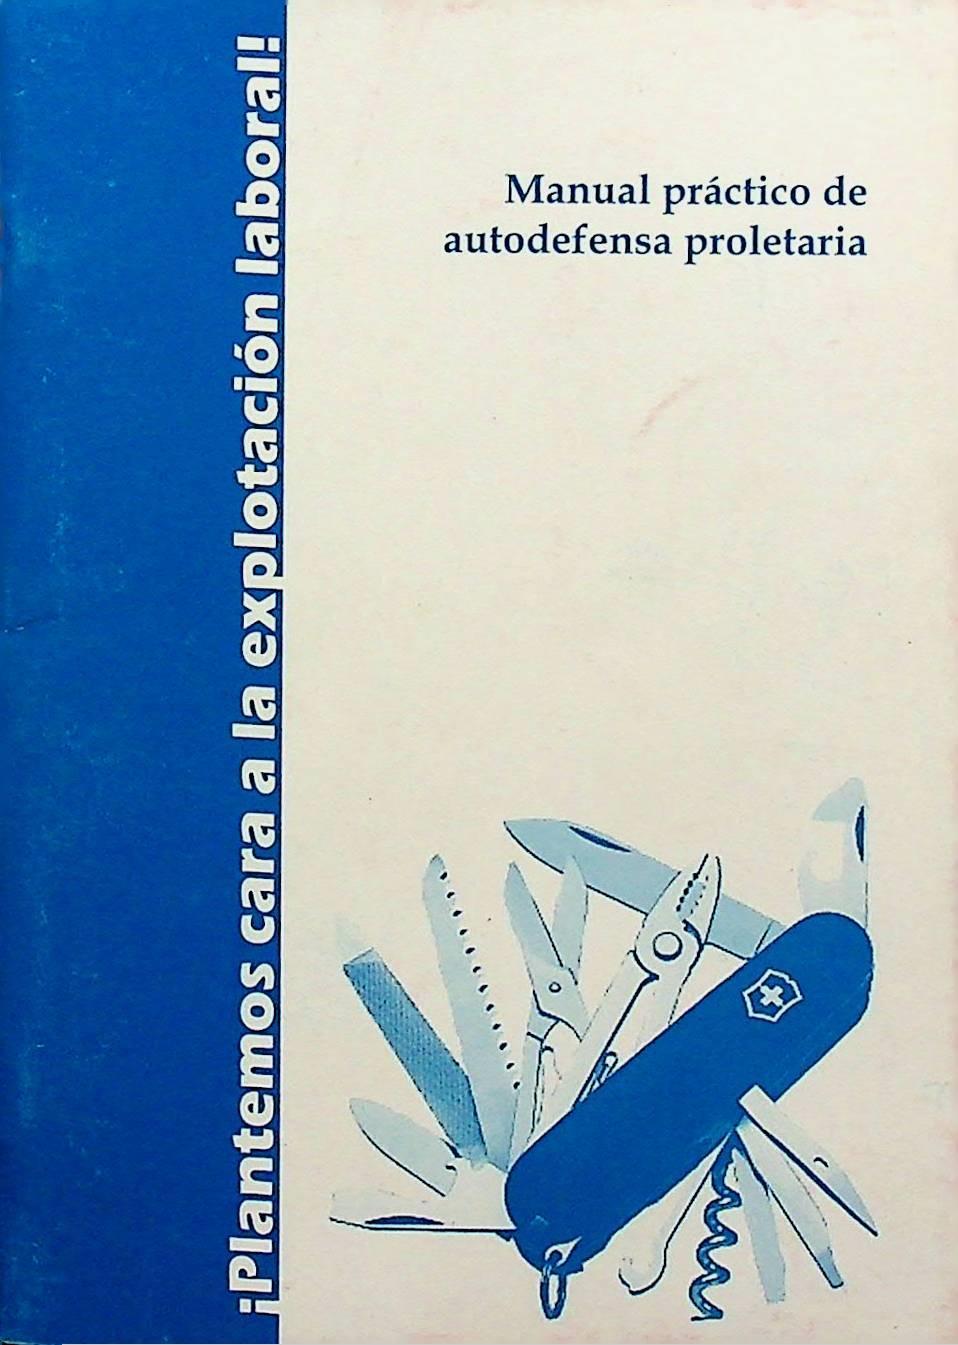 ¡Plantemos cara a la explotación laboral!
Manual práctico de
autodefensa proletaria